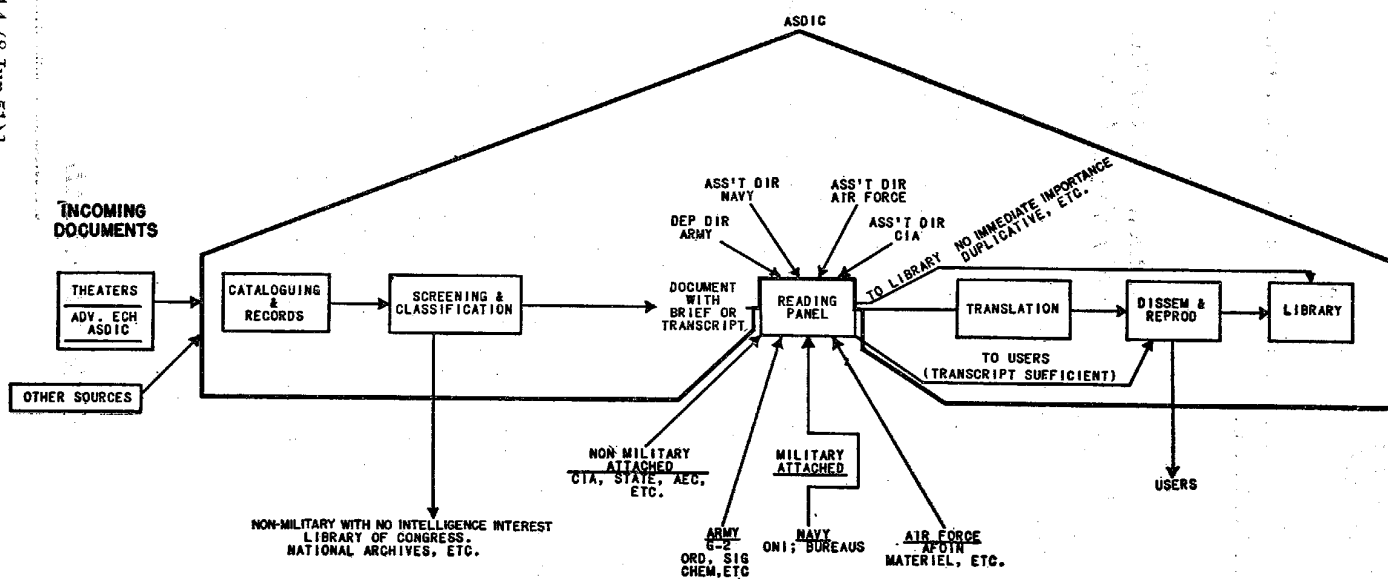 ASDIC
INCOMING
DOCUMENTS
THEATERS
ADV. ECH
ASDIC
OTHER SOURCES
CATALOGUING
&
RECORDS
SCREENING &
CLASSIFICATION
NON-MILITARY WITH NO INTELLIGENCE INTEREST
LIBRARY OF CONGRESS.
NATIONAL ARCHIVES, ETC.
DOCUMENT
WITH
BRIEF OR
TRANSCRIPT
DEP DIR
ARMY
ASS'T DIR
NAVY
ASS'T DIR
AIR FORCE
ASS'T DIR
CIA
READING
PANEL
NON MILITARY
ATTACHED
CIA, STATE, AEC,
ETC.
MILITARY
ATTACHED
ARMY
G-2
ORD, SIG
CHEM, ETC
NAVY
ONI; BUREAUS
AIR FORCE
AFOIN
MATERIEL, ETC.
TO LIBRARY NO IMMEDIATE IMPORTANCE
DUPLICATIVE, ETC.
TRANSLATION
TO USERS
(TRANSCRIPT SUFFICIENT)
DISSEM &
REPROD
USERS
LIBRARY